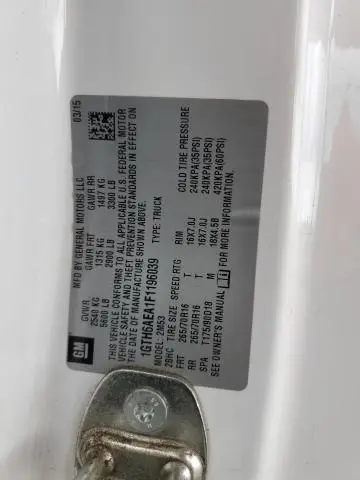 GM
MFD BY GENERAL MOTORS LLC 03/15
GVWR GAWR FRT GAWR RR
2540 KG 1315 KG 1497 KG
5600 LB 2900 LB 3300 LB
THIS VEHICLE CONFORMS TO ALL APPLICABLE U.S. FEDERAL MOTOR
VEHICLE SAFETY AND THEFT PREVENTION STANDARDS IN EFFECT ON
THE DATE OF MANUFACTURE SHOWN ABOVE.
1GTH6AEA1F1196039 TYPE: TRUCK
MODEL: 2M53
2BHC TIRE SIZE SPEED RTG RIM COLD TIRE PRESSURE
FRT 265/70R16 T 16X7.0J 240KPA(35PSI)
RR 265/70R16 T 16X7.0J 240KPA(35PSI)
SPA T175/90D18 M 18X4.5B 420KPA(60PSI)
SEE OWNER'S MANUAL FOR MORE INFORMATION.